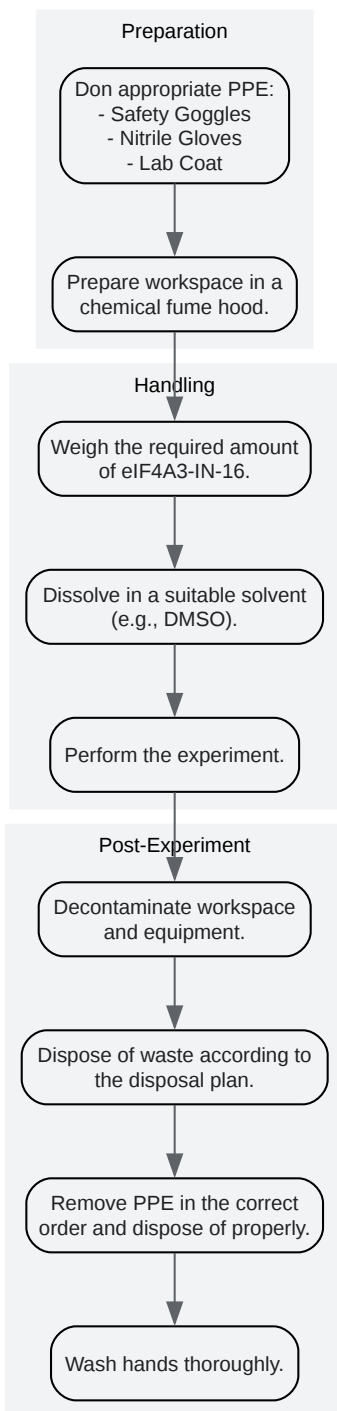 Preparation
Don appropriate PPE:
- Safety Goggles
- Nitrile Gloves
- Lab Coat
Prepare workspace in a
chemical fume hood.
Handling
Weigh the required amount
of eIF4A3-IN-16.
Dissolve in a suitable solvent
(e.g., DMSO).
Perform the experiment.
Post-Experiment
Decontaminate workspace
and equipment.
Dispose of waste according to
the disposal plan.
Remove PPE in the correct
order and dispose of properly.
Wash hands thoroughly.